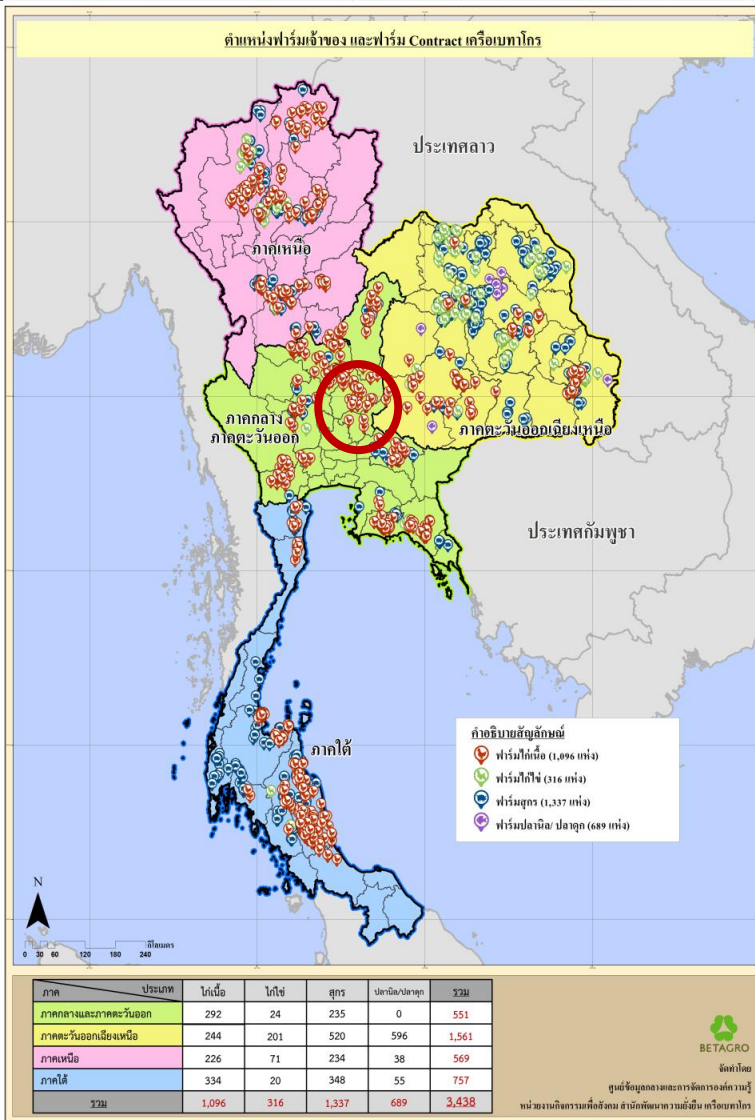 ตำแหน่งฟาร์มเจ้าของ และฟาร์ม Contract เครือเบทาโกร
ประเทศลาว
ภาคเหนือ
ภาคกลาง
ภาคตะวันออก
ภาคตะวันออกเฉียงเหนือ
ประเทศกัมพูชา
ภาคใต้
คำอธิบายสัญลักษณ์
ฟาร์มไก่เนื้อ (1,096 แห่ง)
ฟาร์มไก่ไข่ (316 แห่ง)
ฟาร์มสุกร (1,337 แห่ง)
ฟาร์มปลานิล/ ปลาดุก (689 แห่ง)
N
กิโลเมตร
0 30 60 120 180 240
ภาค ประเภท ไก่เนื้อ ไก่ไข่ สุกร ปลานิล/ปลาดุก รวม
ภาคกลางและภาคตะวันออก 292 24 235 0 551
ภาคตะวันออกเฉียงเหนือ 244 201 520 596 1,561
ภาคเหนือ 226 71 234 38 569
ภาคใต้ 334 20 348 55 757
รวม 1,096 316 1,337 689 3,438
BETAGRO
จัดทำโดย
ศูนย์ข้อมูลกลางและการจัดการองค์ความรู้
หน่วยงานกิจกรรมเพื่อสังคม สำนักพัฒนาความยั่งยืน เครือเบทาโกร